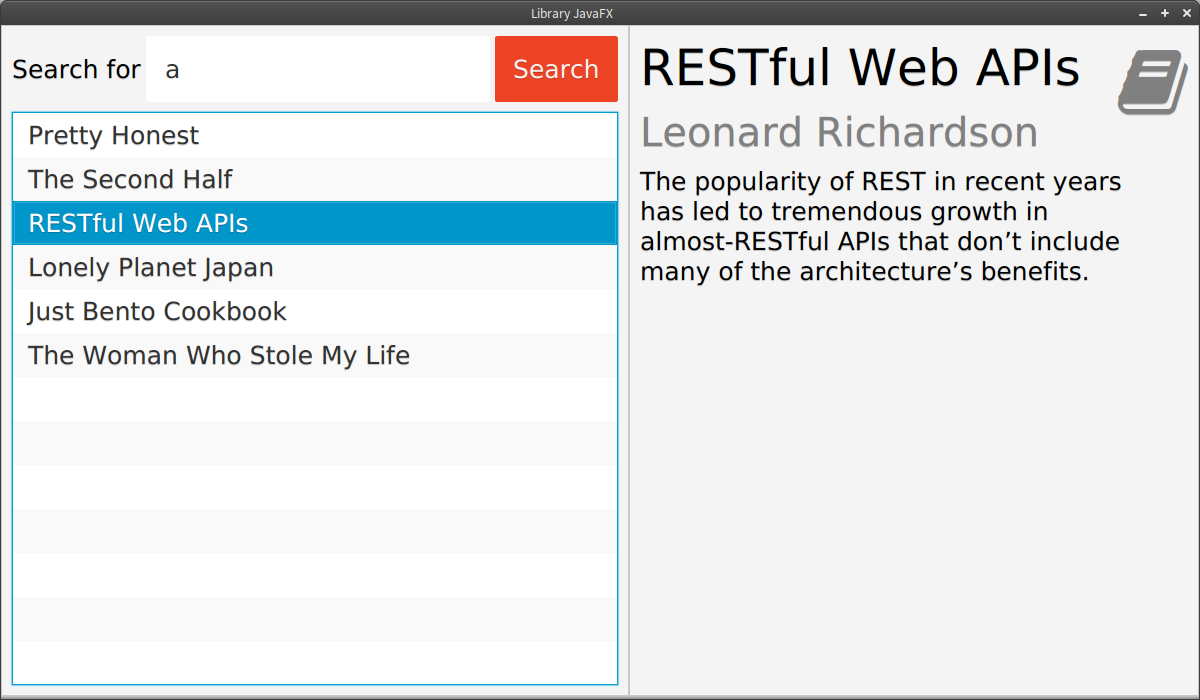 Library JavaFX
Search for
a
Search
Pretty Honest
The Second Half
RESTful Web APIs
Lonely Planet Japan
Just Bento Cookbook
The Woman Who Stole My Life
RESTful Web APIs
Leonard Richardson
The popularity of REST in recent years
has led to tremendous growth in
almost-RESTful APIs that don’t include
many of the architecture’s benefits.